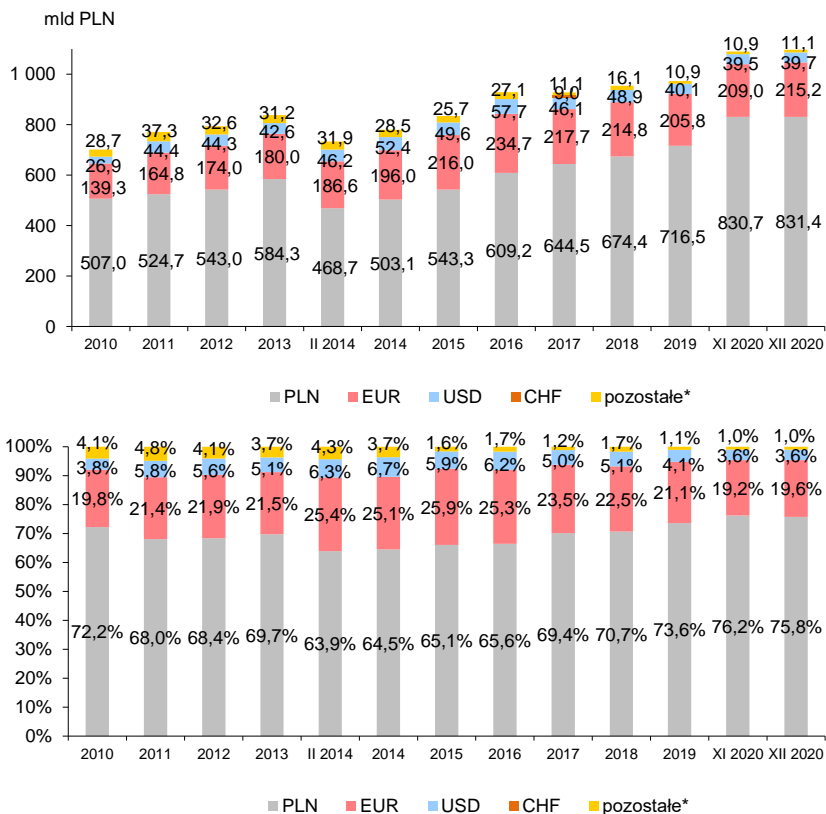 mld PLN
1 000
800
600
400
200
0
28,7 37,3 32,6 31,2 31,9 28,5 25,7 27,1 11,1 16,1 10,9 10,9 11,1
9,0
26,9 44,4 44,3 42,6 46,2 52,4 49,6 57,7 46,1 48,9 40,1 39,5 39,7
139,3 164,8 174,0 180,0 186,6 196,0 216,0 234,7 217,7 214,8 205,8 209,0 215,2
507,0 524,7 543,0 584,3 468,7 503,1 543,3 609,2 644,5 674,4 716,5 830,7 831,4
2010 2011 2012 2013 II 2014 2014 2015 2016 2017 2018 2019 XI 2020 XII 2020
PLN EUR USD CHF pozostałe*
100%
90%
80%
70%
60%
50%
40%
30%
20%
10%
0%
4,1% 4,8% 4,1% 3,7% 4,3% 3,7% 1,6% 1,7% 1,2% 1,7% 1,1% 1,0% 1,0%
3,8% 5,8% 5,6% 5,1% 6,3% 6,7% 5,9% 6,2% 5,0% 5,1% 4,1% 3,6% 3,6%
19,8% 21,4% 21,9% 21,5% 25,4% 25,1% 25,9% 25,3% 23,5% 22,5% 21,1% 19,2% 19,6%
72,2% 68,0% 68,4% 69,7% 63,9% 64,5% 65,1% 65,6% 69,4% 70,7% 73,6% 76,2% 75,8%
2010 2011 2012 2013 II 2014 2014 2015 2016 2017 2018 2019 XI 2020 XII 2020
PLN EUR USD CHF pozostałe*